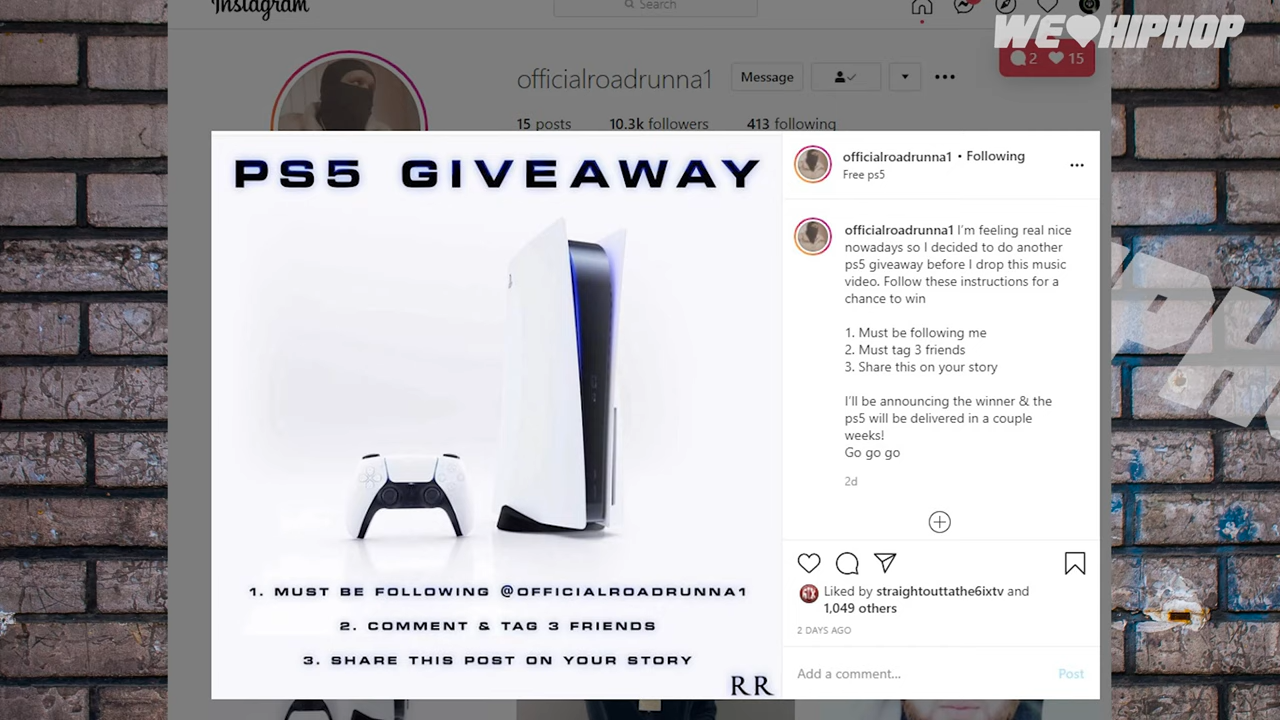 Instagram
Search
WE HIPHOP
2 15
officialroadrunna1 Message
15 posts 10.3k followers 413 following
PS5 GIVEAWAY
1. MUST BE FOLLOWING @OFFICIALROADRUNNA1
2. COMMENT & TAG 3 FRIENDS
3. SHARE THIS POST ON YOUR STORY
RR
officialroadrunna1 • Following
Free ps5
officialroadrunna1 I'm feeling real nice
nowadays so I decided to do another
ps5 giveaway before I drop this music
video. Follow these instructions for a
chance to win
1. Must be following me
2. Must tag 3 friends
3. Share this on your story
I'll be announcing the winner & the
ps5 will be delivered in a couple
weeks!
Go go go
2d
Liked by straightouttathe6ixtv and
1,049 others
2 DAYS AGO
Add a comment... Post